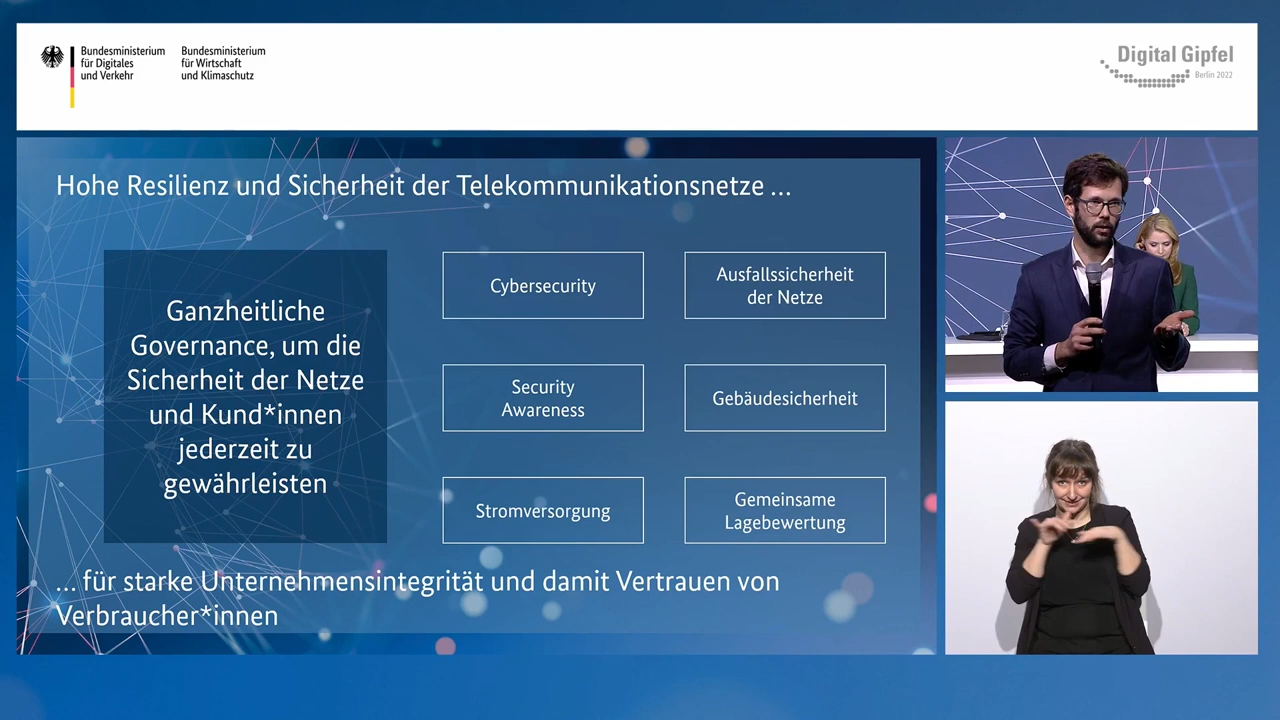 Bundesministerium
für Digitales
und Verkehr
Bundesministerium
für Wirtschaft
und Klimaschutz
Digital Gipfel
Berlin 2022
Hohe Resilienz und Sicherheit der Telekommunikationsnetze ...
Ganzheitliche
Governance, um die
Sicherheit der Netze
und Kund*innen
jederzeit zu
gewährleisten
Cybersecurity
Ausfallssicherheit
der Netze
Security
Awareness
Gebäudesicherheit
Stromversorgung
Gemeinsame
Lagebewertung
... für starke Unternehmensintegrität und damit Vertrauen von
Verbraucher*innen